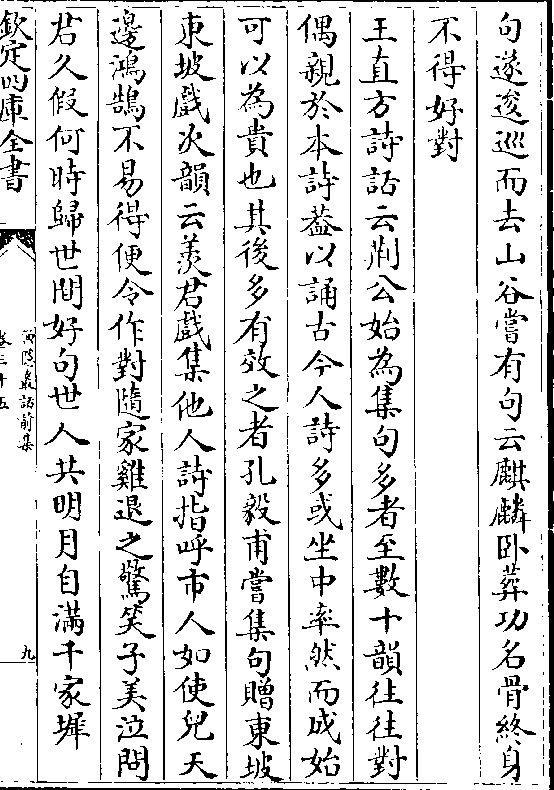 句遂逡巡而去山谷嘗有句云麒麟卧葬功名骨終身
不得好對
王直方詩話云荊公始為集句多者至數十韻往往對
偶親於本詩葢以誦古今人詩多或坐中率然而成始
可以為貴也其後多有效之者孔毅甫嘗集句贈東坡
東坡戲次韻云羨君戲集他人詩指呼市人如使兒天
邊鴻鵠不易得便令作對隨家雞退之驚笑子美泣問
君久假何時歸世間好句世人共明月自滿千家墀
欽定四庫全書
漁隠叢話前集
卷三十五
九